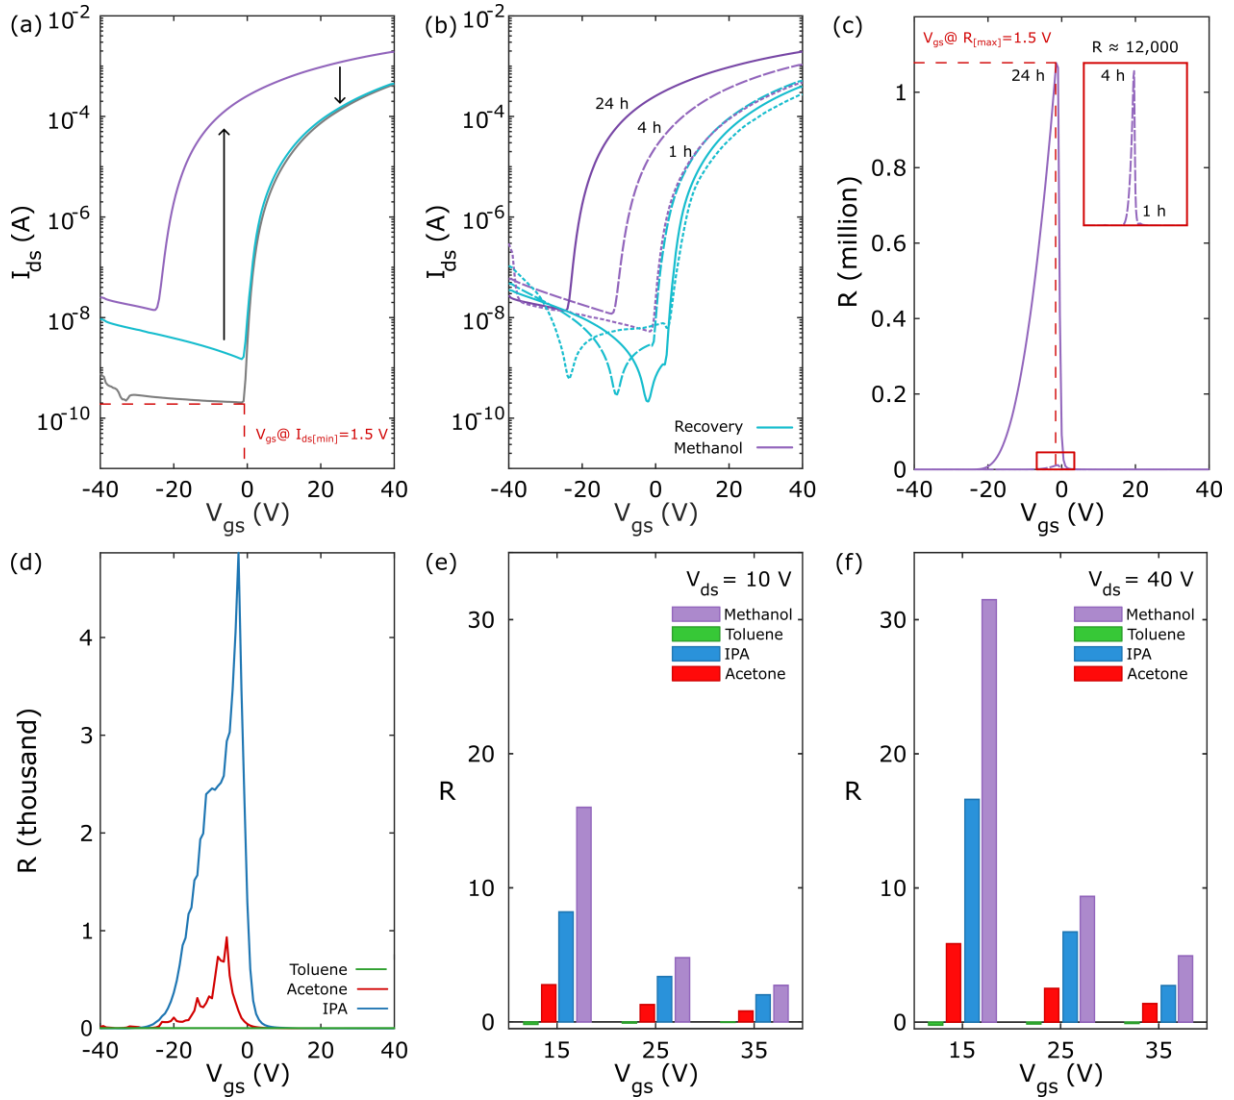 (a)
10⁻²
10⁻⁴
10⁻⁶
10⁻⁸
10⁻¹⁰
I_ds (A)
V_gs@ I_ds[min]=1.5 V
-40 -20 0 20 40
V_gs (V)
(b)
10⁻²
10⁻⁴
10⁻⁶
10⁻⁸
10⁻¹⁰
I_ds (A)
24 h
4 h
1 h
Recovery
Methanol
-40 -20 0 20 40
V_gs (V)
(c)
V_gs@ R_[max]=1.5 V
R ≈ 12,000
24 h
4 h
1 h
1
0.8
0.6
0.4
0.2
0
R (million)
-40 -20 0 20 40
V_gs (V)
(d)
4
3
2
1
0
R (thousand)
Toluene
Acetone
IPA
-40 -20 0 20 40
V_gs (V)
(e)
V_ds = 10 V
Methanol
Toluene
IPA
Acetone
30
20
10
0
R
15 25 35
V_gs (V)
(f)
V_ds = 40 V
Methanol
Toluene
IPA
Acetone
30
20
10
0
R
15 25 35
V_gs (V)